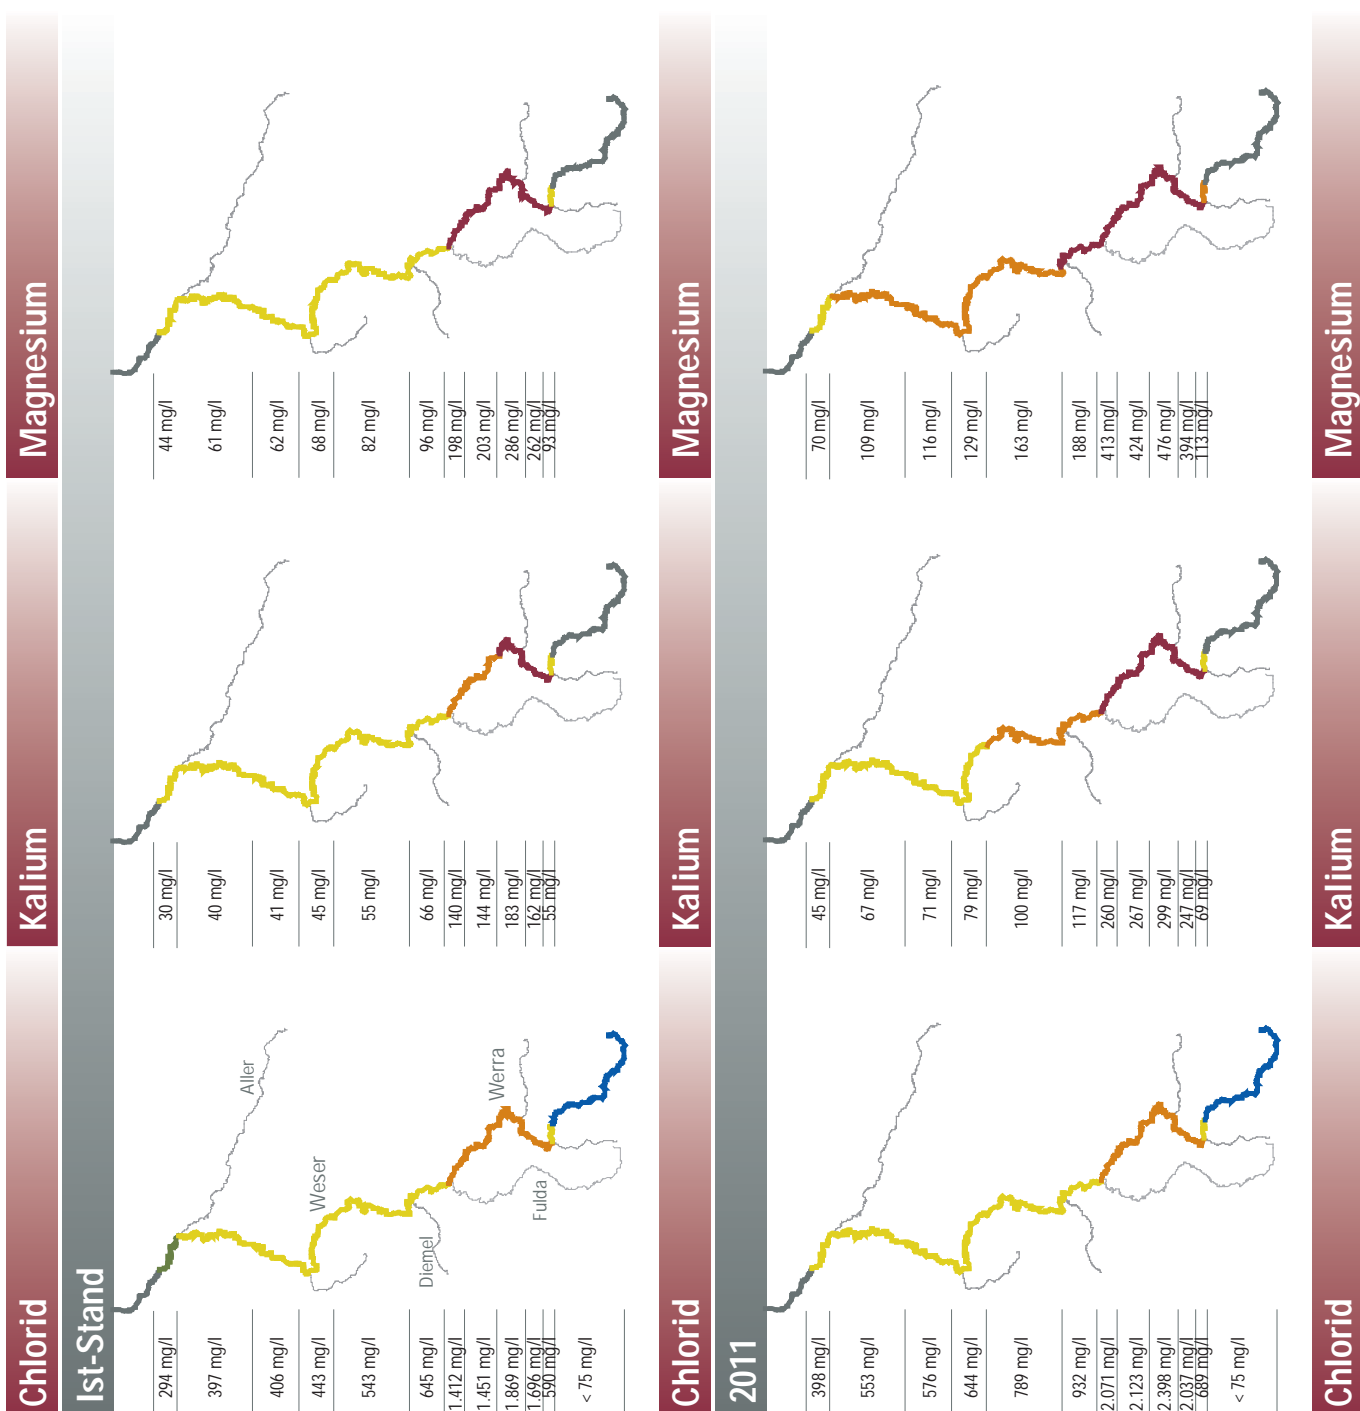 Magnesium
44 mg/l
61 mg/l
62 mg/l
68 mg/l
82 mg/l
96 mg/l
198 mg/l
203 mg/l
286 mg/l
262 mg/l
93 mg/l
Magnesium
70 mg/l
109 mg/l
116 mg/l
129 mg/l
163 mg/l
188 mg/l
413 mg/l
424 mg/l
476 mg/l
394 mg/l
113 mg/l
Magnesium
Kalium
30 mg/l
40 mg/l
41 mg/l
45 mg/l
55 mg/l
66 mg/l
140 mg/l
144 mg/l
183 mg/l
162 mg/l
55 mg/l
Kalium
45 mg/l
67 mg/l
71 mg/l
79 mg/l
100 mg/l
117 mg/l
260 mg/l
267 mg/l
299 mg/l
247 mg/l
69 mg/l
Kalium
Chlorid
Ist-Stand
Aller
Weser
Werra
Fulda
Diemel
294 mg/l
397 mg/l
406 mg/l
443 mg/l
543 mg/l
645 mg/l
1.412 mg/l
1.451 mg/l
1.869 mg/l
1.696 mg/l
590 mg/l
< 75 mg/l
Chlorid
2011
398 mg/l
553 mg/l
576 mg/l
644 mg/l
789 mg/l
932 mg/l
2.071 mg/l
2.123 mg/l
2.398 mg/l
2.037 mg/l
689 mg/l
< 75 mg/l
Chlorid